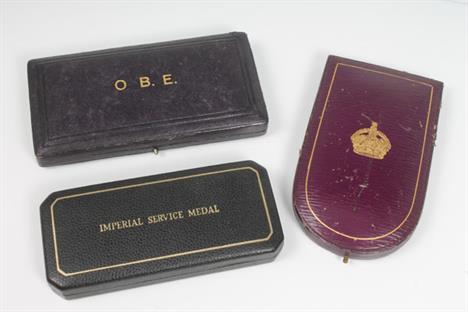 O B. E.
IMPERIAL SERVICE MEDAL